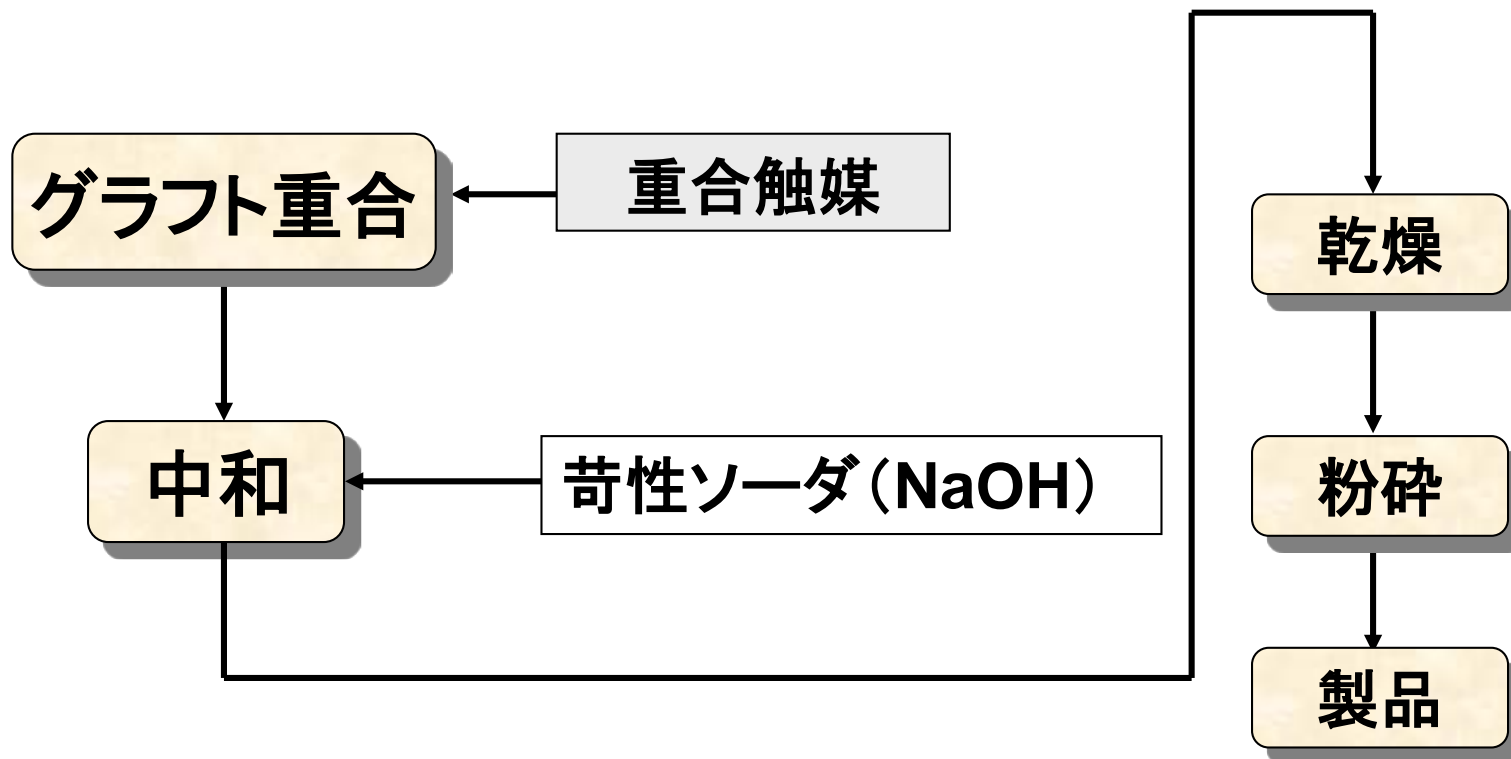 グラフト重合
重合触媒
中和
苛性ソーダ（NaOH）
乾燥
粉砕
製品